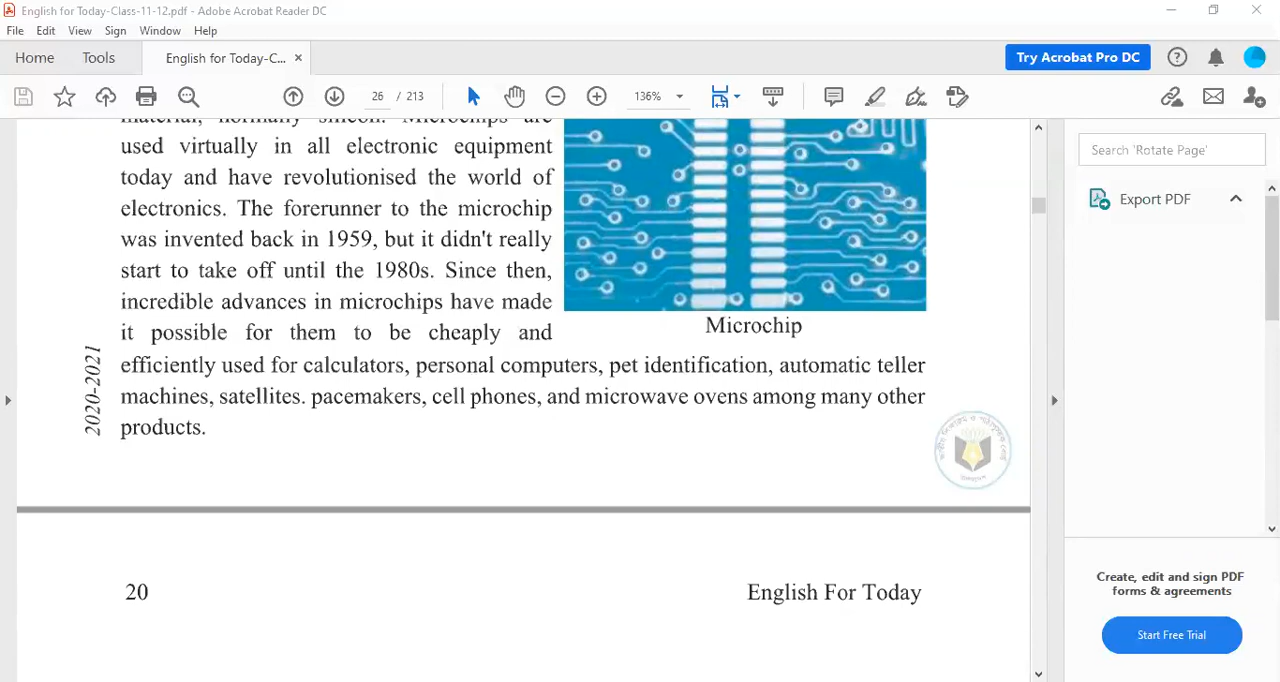 English for Today-Class-11-12.pdf - Adobe Acrobat Reader DC
File Edit View Sign Window Help
Home Tools English for Today-C... ×
Try Acrobat Pro DC
26 / 213
136%
material, normally silicon. Microchips are
used virtually in all electronic equipment
today and have revolutionised the world of
electronics. The forerunner to the microchip
was invented back in 1959, but it didn't really
start to take off until the 1980s. Since then,
incredible advances in microchips have made
it possible for them to be cheaply and
Microchip
efficiently used for calculators, personal computers, pet identification, automatic teller
machines, satellites. pacemakers, cell phones, and microwave ovens among many other
products.
2020-2021
20
English For Today
Search 'Rotate Page'
Export PDF
Create, edit and sign PDF
forms & agreements
Start Free Trial